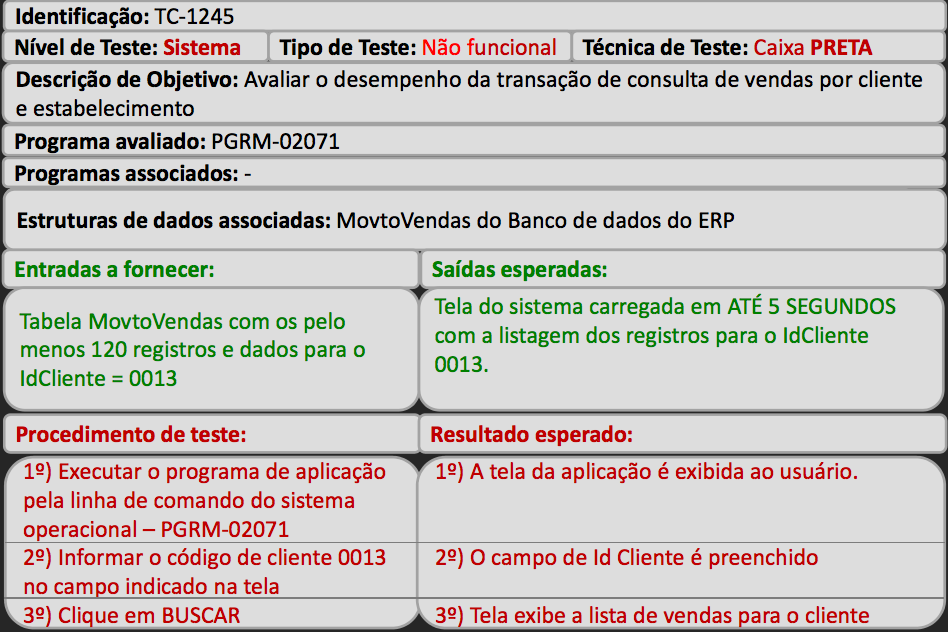 Identificação: TC-1245
Nível de Teste: Sistema
Tipo de Teste: Não funcional
Técnica de Teste: Caixa PRETA
Descrição de Objetivo: Avaliar o desempenho da transação de consulta de vendas por cliente
e estabelecimento
Programa avaliado: PGRM-02071
Programas associados: -
Estruturas de dados associadas: MovtoVendas do Banco de dados do ERP
Entradas a fornecer:
Saídas esperadas:
Tabela MovtoVendas com os pelo
menos 120 registros e dados para o
IdCliente = 0013
Tela do sistema carregada em ATÉ 5 SEGUNDOS
com a listagem dos registros para o IdCliente
0013.
Procedimento de teste:
Resultado esperado:
1º) Executar o programa de aplicação
pela linha de comando do sistema
operacional – PGRM-02071
1º) A tela da aplicação é exibida ao usuário.
2º) Informar o código de cliente 0013
no campo indicado na tela
2º) O campo de Id Cliente é preenchido
3º) Clique em BUSCAR
3º) Tela exibe a lista de vendas para o cliente